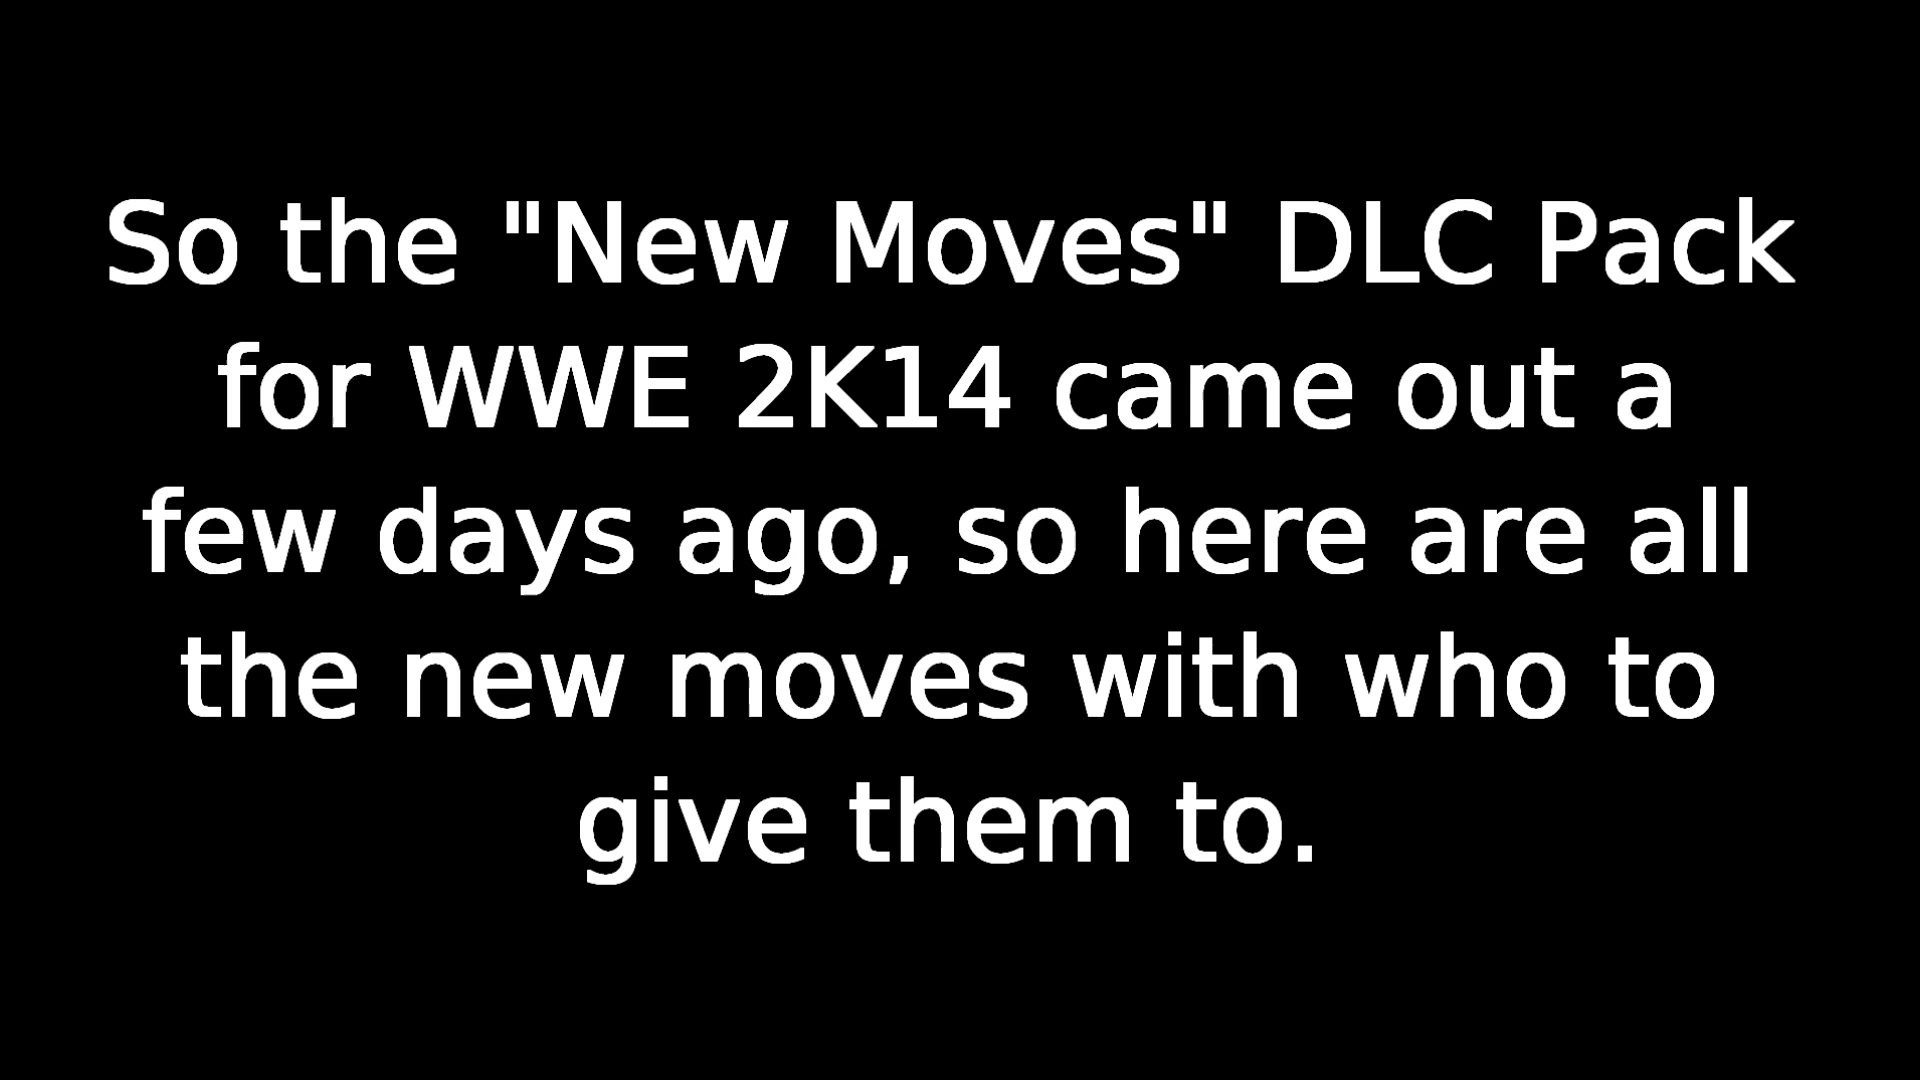 So the "New Moves" DLC Pack
for WWE 2K14 came out a
few days ago, so here are all
the new moves with who to
give them to.